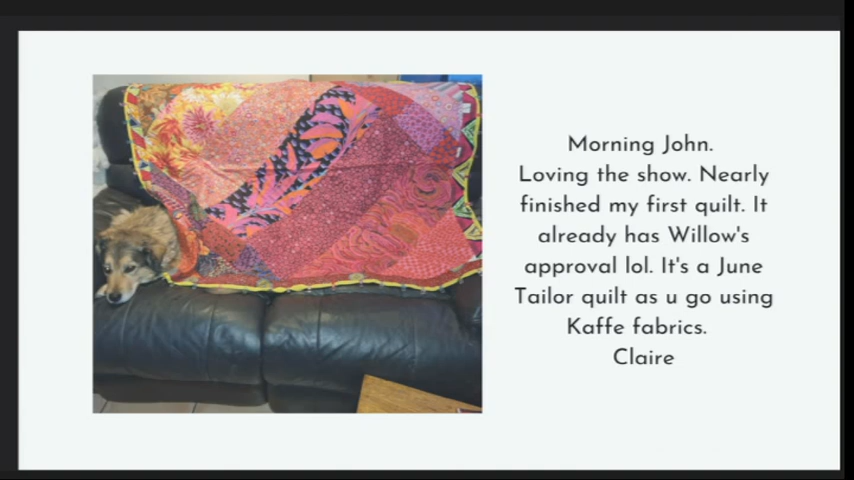 Morning John.
Loving the show. Nearly
finished my first quilt. It
already has Willow's
approval lol. It's a June
Tailor quilt as u go using
Kaffe fabrics.
Claire